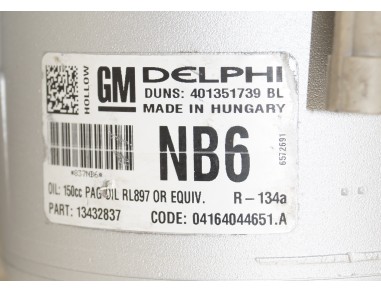 HOLLOW
GM DELPHI
DUNS: 401351739 BL
MADE IN HUNGARY
NB6
6572691
*837NB6*
OIL: 150cc PAG OIL RL897 OR EQUIV. R-134a
PART: 13432837 CODE: 04164044651.A